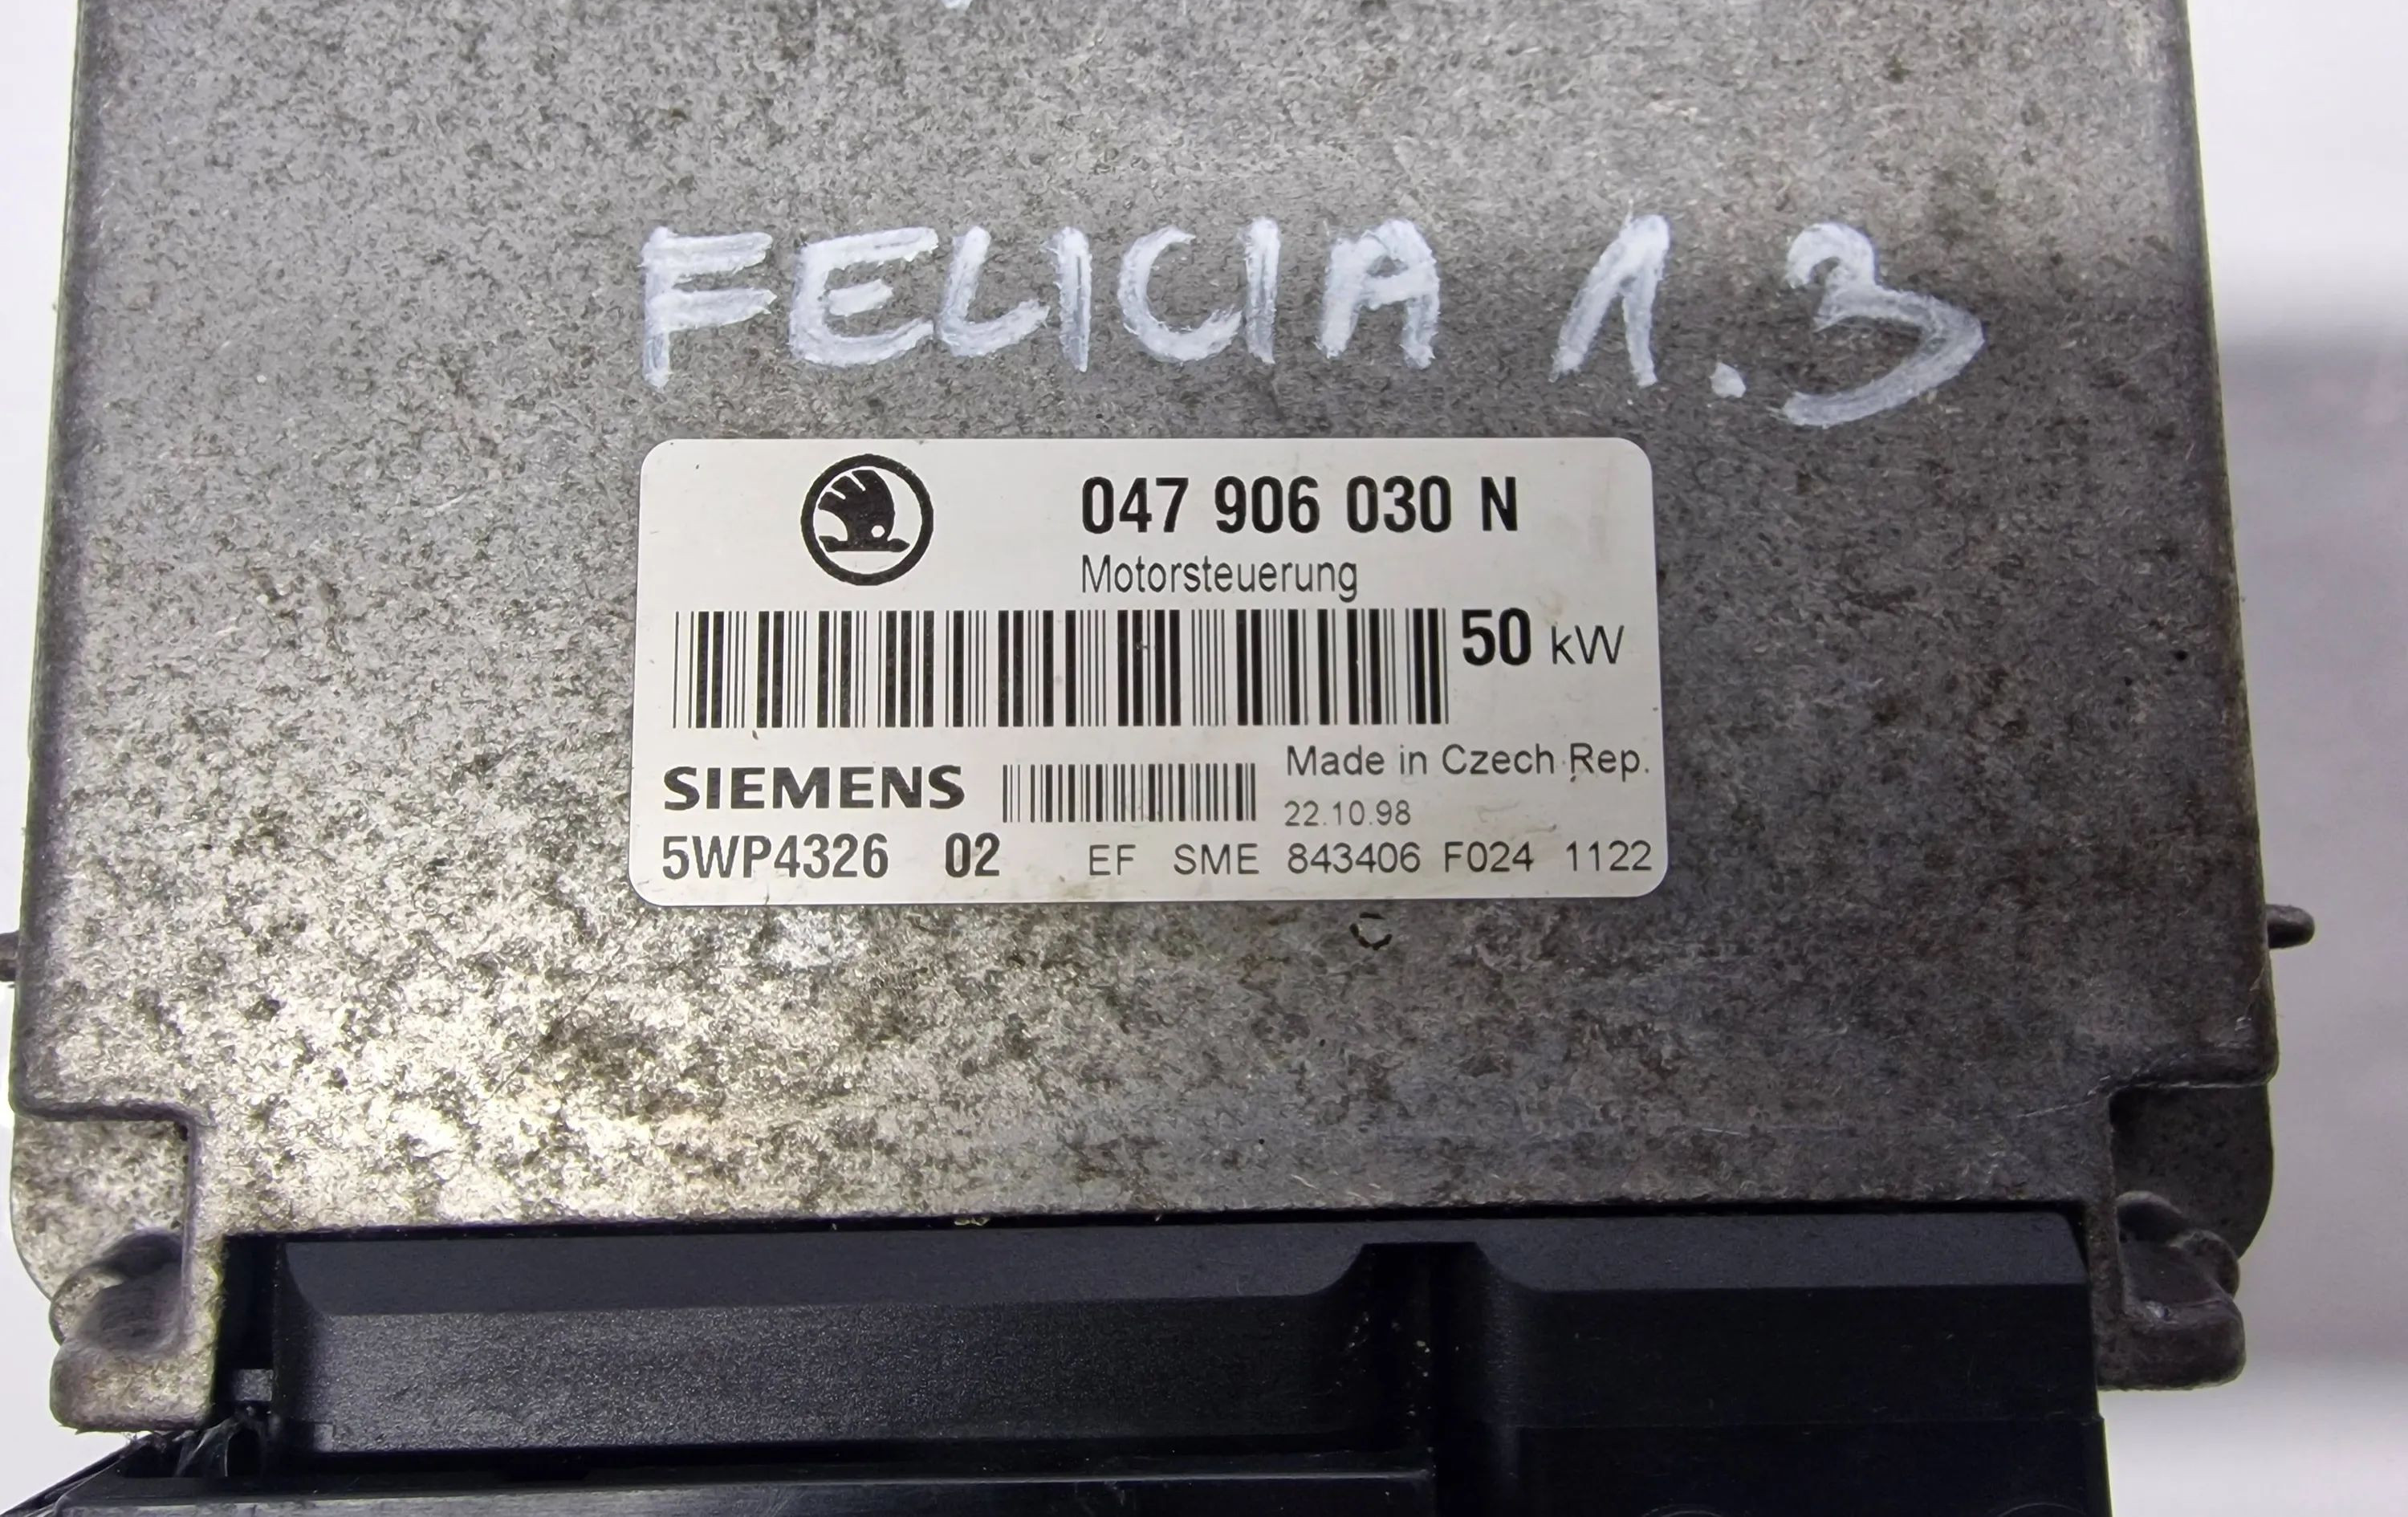 FELICIA 1.3
047 906 030 N
Motorsteuerung
50 kW
SIEMENS
Made in Czech Rep.
22.10.98
5WP4326 02 EF SME 843406 F024 1122